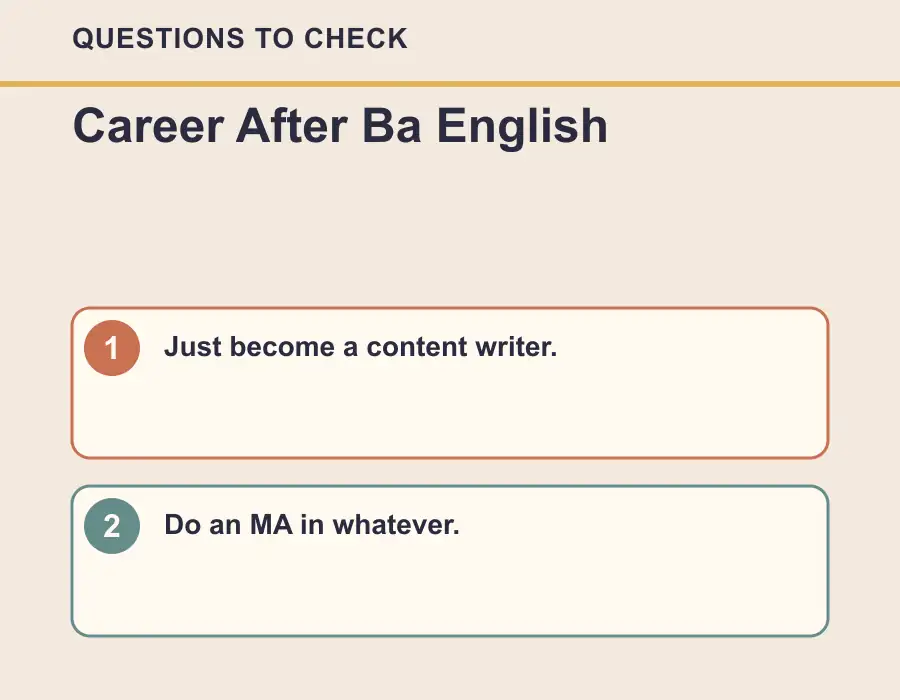 QUESTIONS TO CHECK
Career After Ba English
1 Just become a content writer.
2 Do an MA in whatever.